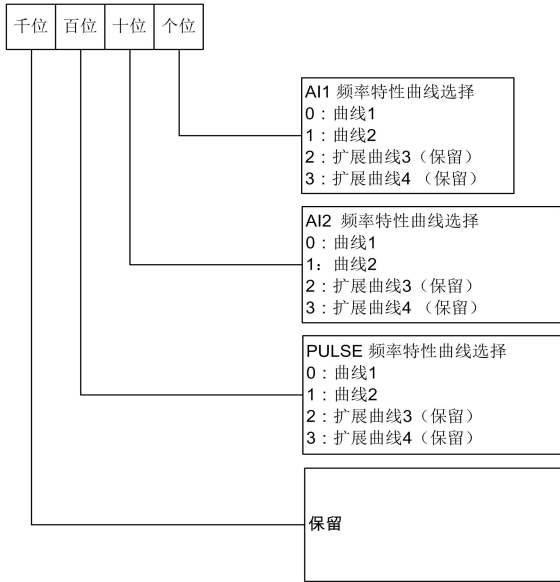 千位 百位 十位 个位
AI1 频率特性曲线选择
0：曲线1
1：曲线2
2：扩展曲线3（保留）
3：扩展曲线4 （保留）
AI2 频率特性曲线选择
0：曲线1
1：曲线2
2：扩展曲线3（保留）
3：扩展曲线4 （保留）
PULSE 频率特性曲线选择
0：曲线1
1：曲线2
2：扩展曲线3（保留）
3：扩展曲线4（保留）
保留